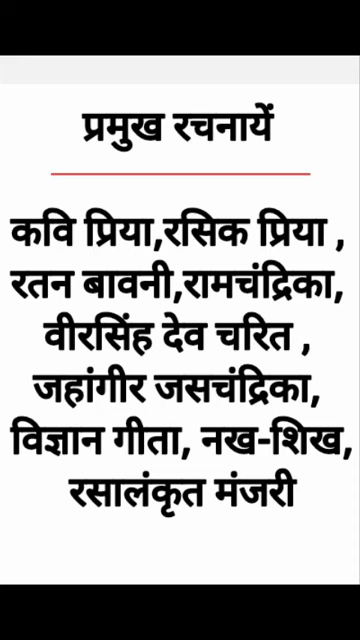 प्रमुख रचनायें
कवि प्रिया,रसिक प्रिया ,
रतन बावनी,रामचंद्रिका,
वीरसिंह देव चरित ,
जहांगीर जसचंद्रिका,
विज्ञान गीता, नख-शिख,
रसालंकृत मंजरी